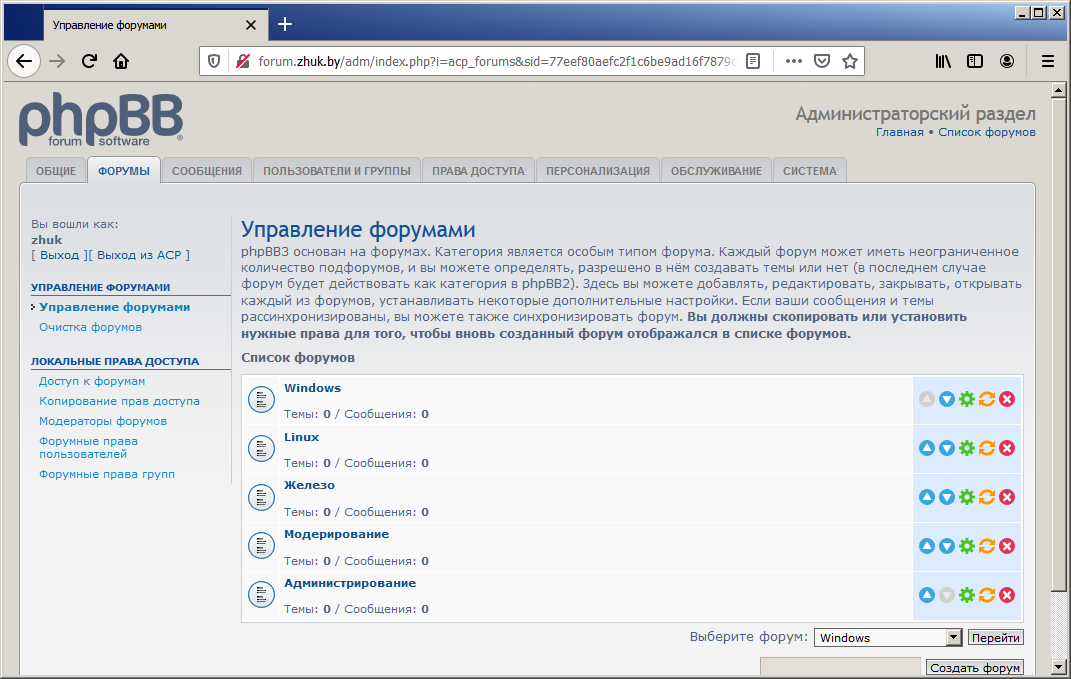 Управление форумами
forum.zhuk.by/adm/index.php?i=acp_forums&sid=77eef80aefc2f1c6be9ad16f7879c
phpBB
forum software
®
Администраторский раздел
Главная • Список форумов
ОБЩИЕ ФОРУМЫ СООБЩЕНИЯ ПОЛЬЗОВАТЕЛИ И ГРУППЫ ПРАВА ДОСТУПА ПЕРСОНАЛИЗАЦИЯ ОБСЛУЖИВАНИЕ СИСТЕМА
Вы вошли как:
zhuk
[ Выход ][ Выход из ACP ]
УПРАВЛЕНИЕ ФОРУМАМИ
Управление форумами
Очистка форумов
ЛОКАЛЬНЫЕ ПРАВА ДОСТУПА
Доступ к форумам
Копирование прав доступа
Модераторы форумов
Форумные права
пользователей
Форумные права групп
Управление форумами
phpBB3 основан на форумах. Категория является особым типом форума. Каждый форум может иметь неограниченное
количество подфорумов, и вы можете определять, разрешено в нём создавать темы или нет (в последнем случае
форум будет действовать как категория в phpBB2). Здесь вы можете добавлять, редактировать, закрывать, открывать
каждый из форумов, устанавливать некоторые дополнительные настройки. Если ваши сообщения и темы
рассинхронизированы, вы можете также синхронизировать форум. Вы должны скопировать или установить
нужные права для того, чтобы вновь созданный форум отображался в списке форумов.
Список форумов
Windows
Темы: 0 / Сообщения: 0
Linux
Темы: 0 / Сообщения: 0
Железо
Темы: 0 / Сообщения: 0
Модерирование
Темы: 0 / Сообщения: 0
Администрирование
Темы: 0 / Сообщения: 0
Выберите форум: Windows Перейти
Создать форум